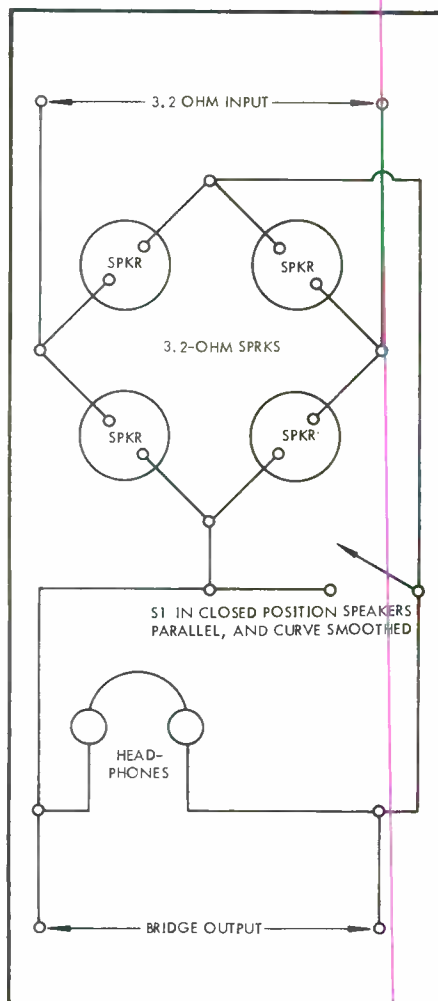 3.2 OHM INPUT
SPKR
SPKR
3.2-OHM SPRKS
SPKR
SPKR
S1 IN CLOSED POSITION SPEAKERS
PARALLEL, AND CURVE SMOOTHED
HEAD-
PHONES
BRIDGE OUTPUT